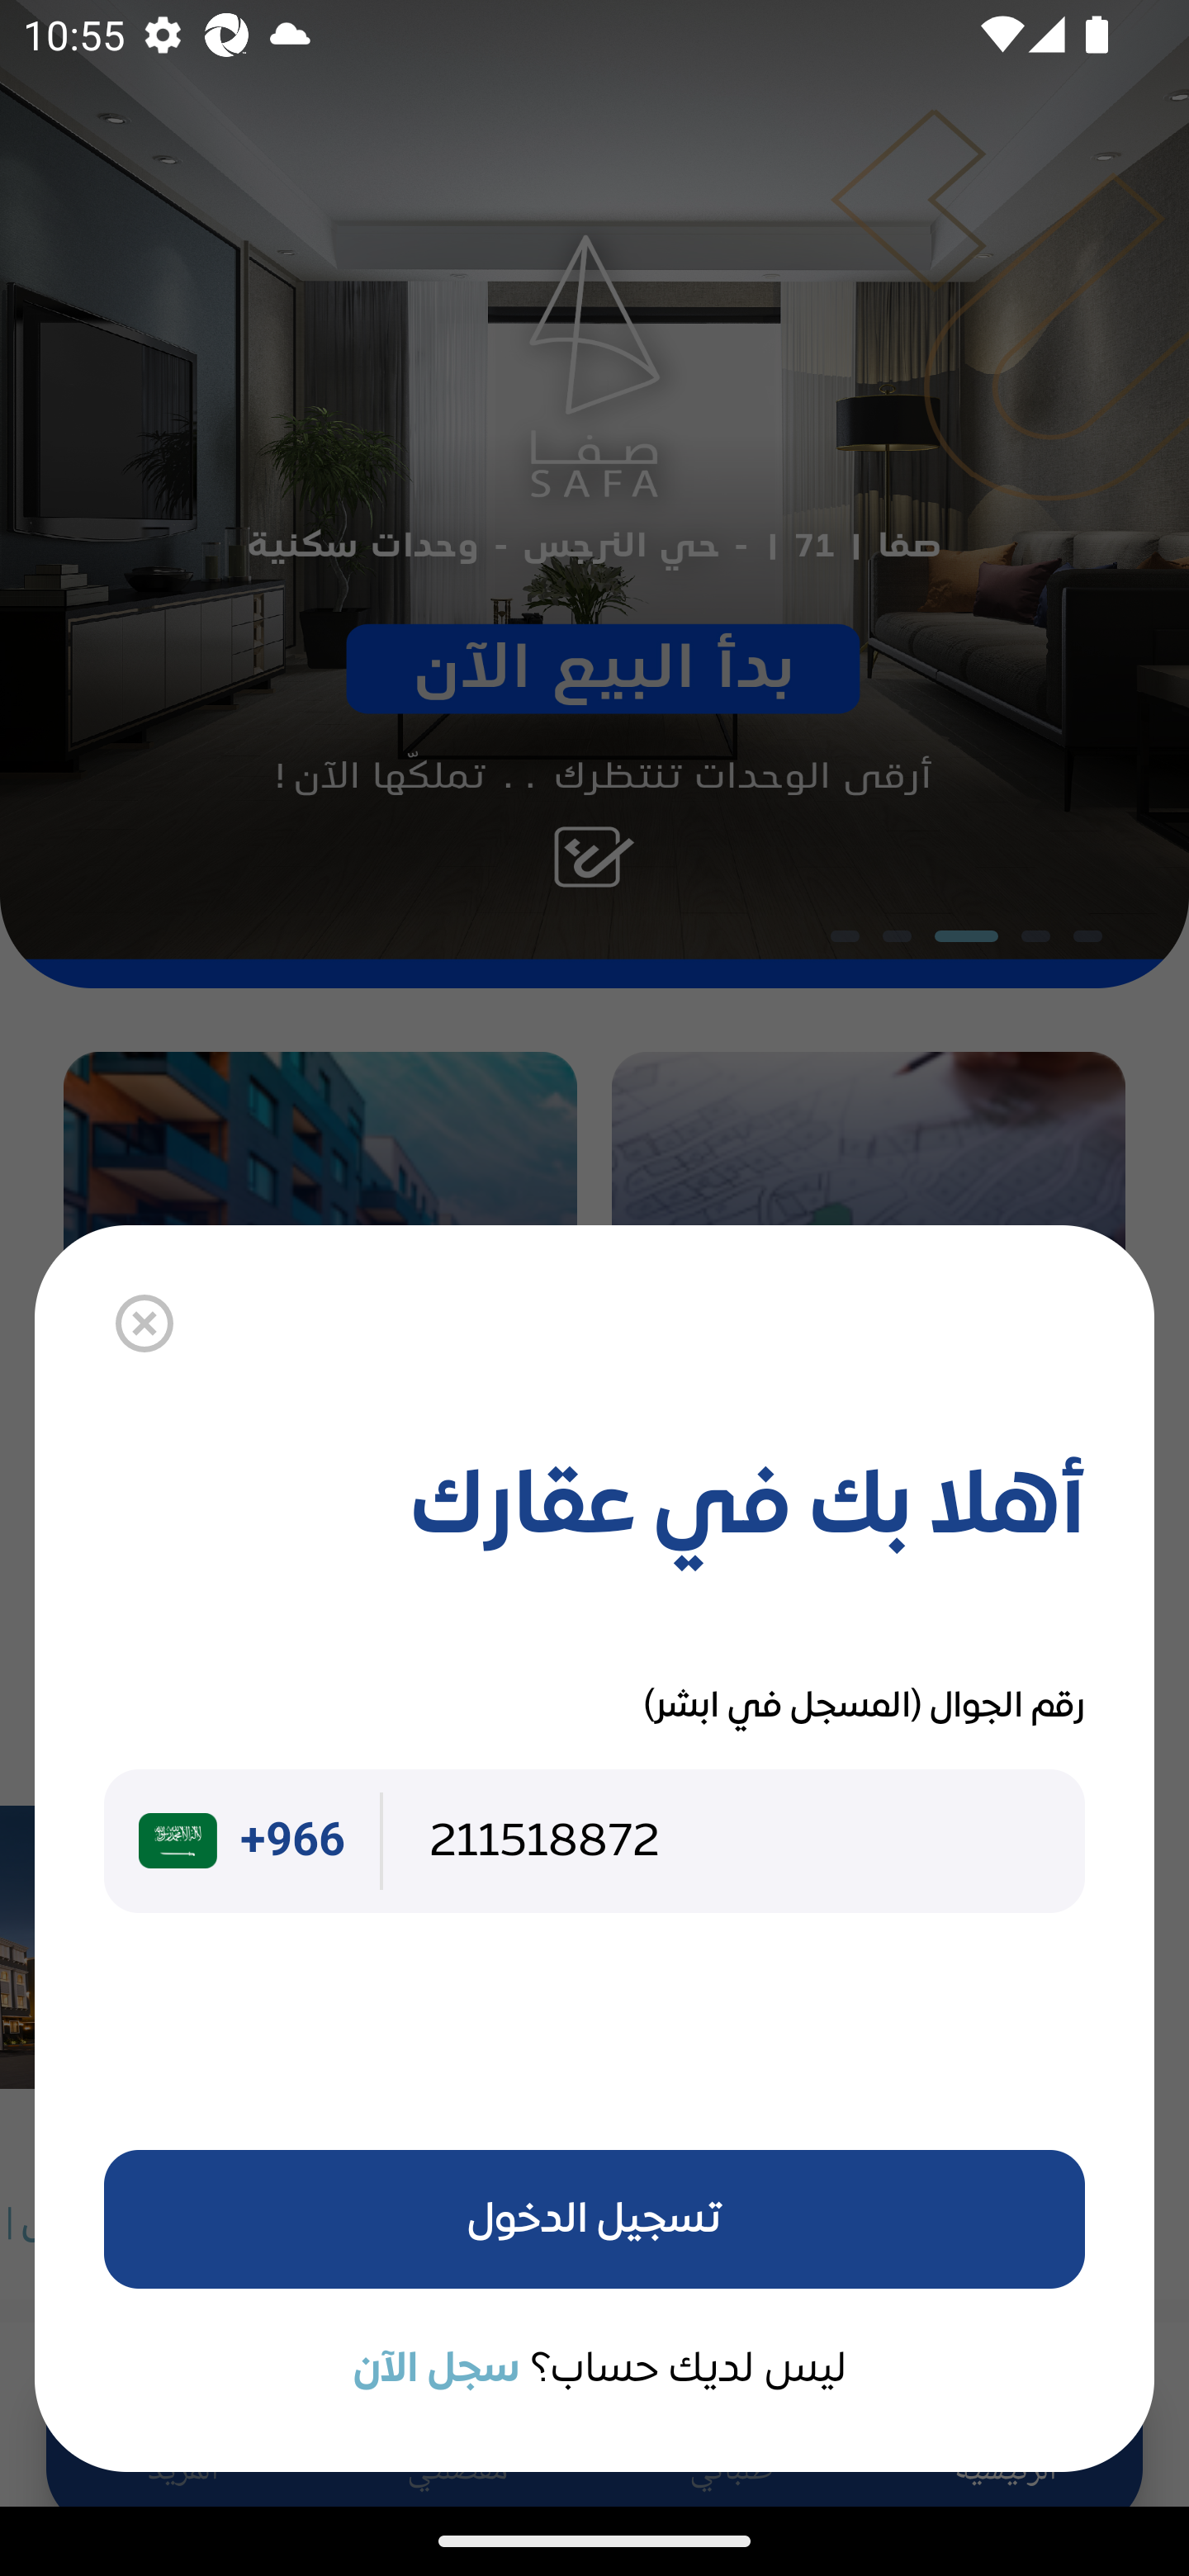 10:55
صفا
SAFA
صفا | 71 | - حي النرجس - وحدات سكنية
بدأ البيع الآن
أرقى الوحدات تنتظرك . . تملكّها الآن !
أهلا بك في عقارك
رقم الجوال (المسجل في ابشر)
+966 211518872
تسجيل الدخول
ليس لديك حساب؟ سجل الآن